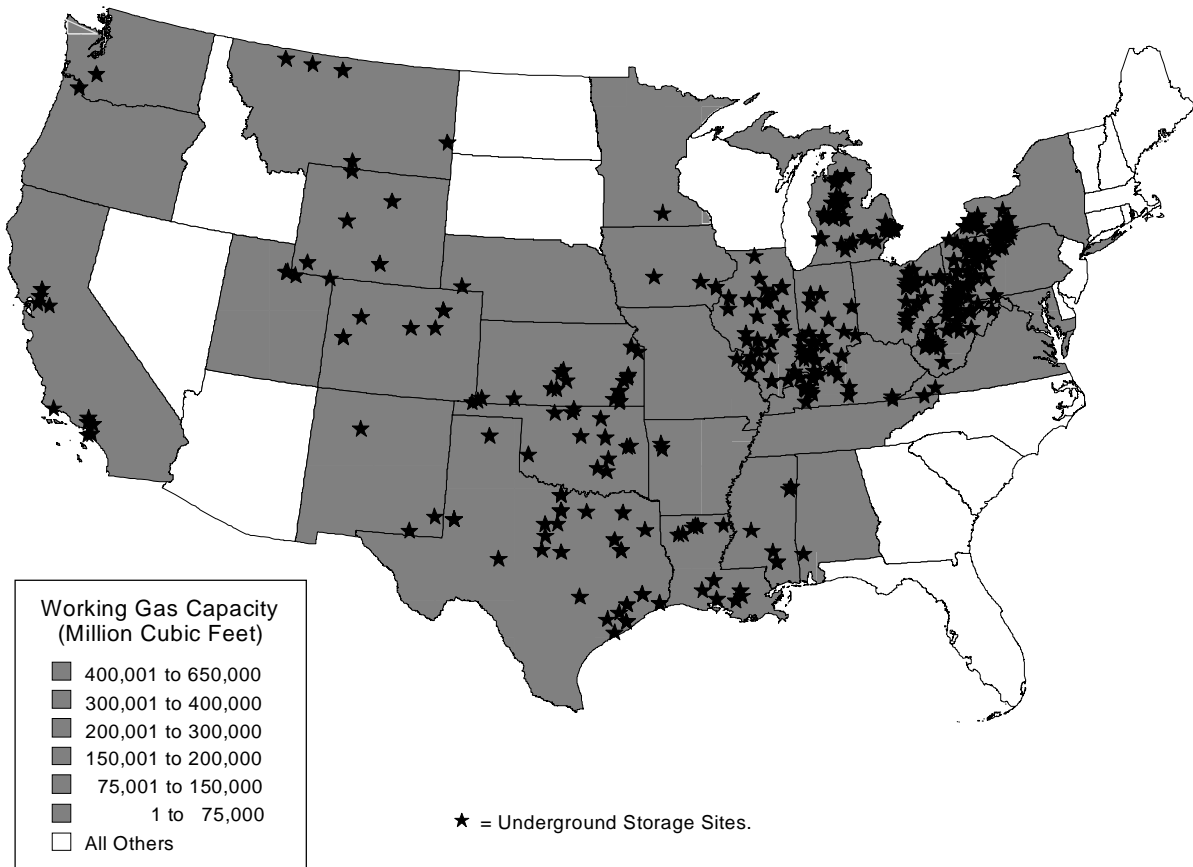 Working Gas Capacity
(Million Cubic Feet)
400,001 to 650,000
300,001 to 400,000
200,001 to 300,000
150,001 to 200,000
75,001 to 150,000
1 to 75,000
All Others
= Underground Storage Sites.